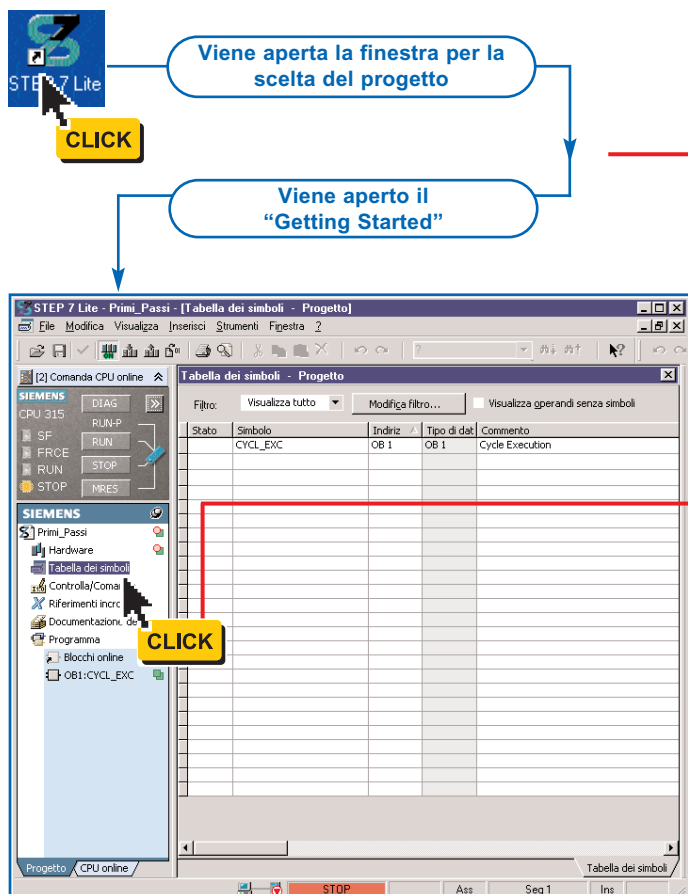 STEP 7 Lite
CLICK
Viene aperta la finestra per la
scelta del progetto
Viene aperto il
“Getting Started”
STEP 7 Lite - Primi_Passi - [Tabella dei simboli - Progetto]
File Modifica Visualizza Inserisci Strumenti Finestra ?
?
[2] Comanda CPU online
SIEMENS
CPU 315
DIAG
RUN-P
SF
FRCE
RUN
STOP
RUN
STOP
MRES
SIEMENS
Primi_Passi
Hardware
Tabella dei simboli
Controlla/Coma
Riferimenti incro
Documentazione de
Programma
Blocchi online
OB1:CYCL_EXC
CLICK
Progetto CPU online
Tabella dei simboli - Progetto
Filtro: Visualizza tutto Modifica filtro... Visualizza operandi senza simboli
Stato Simbolo Indiriz Tipo di dat Commento
CYCL_EXC OB 1 OB 1 Cycle Execution
Tabella dei simboli
STOP Ass Seg 1 Ins